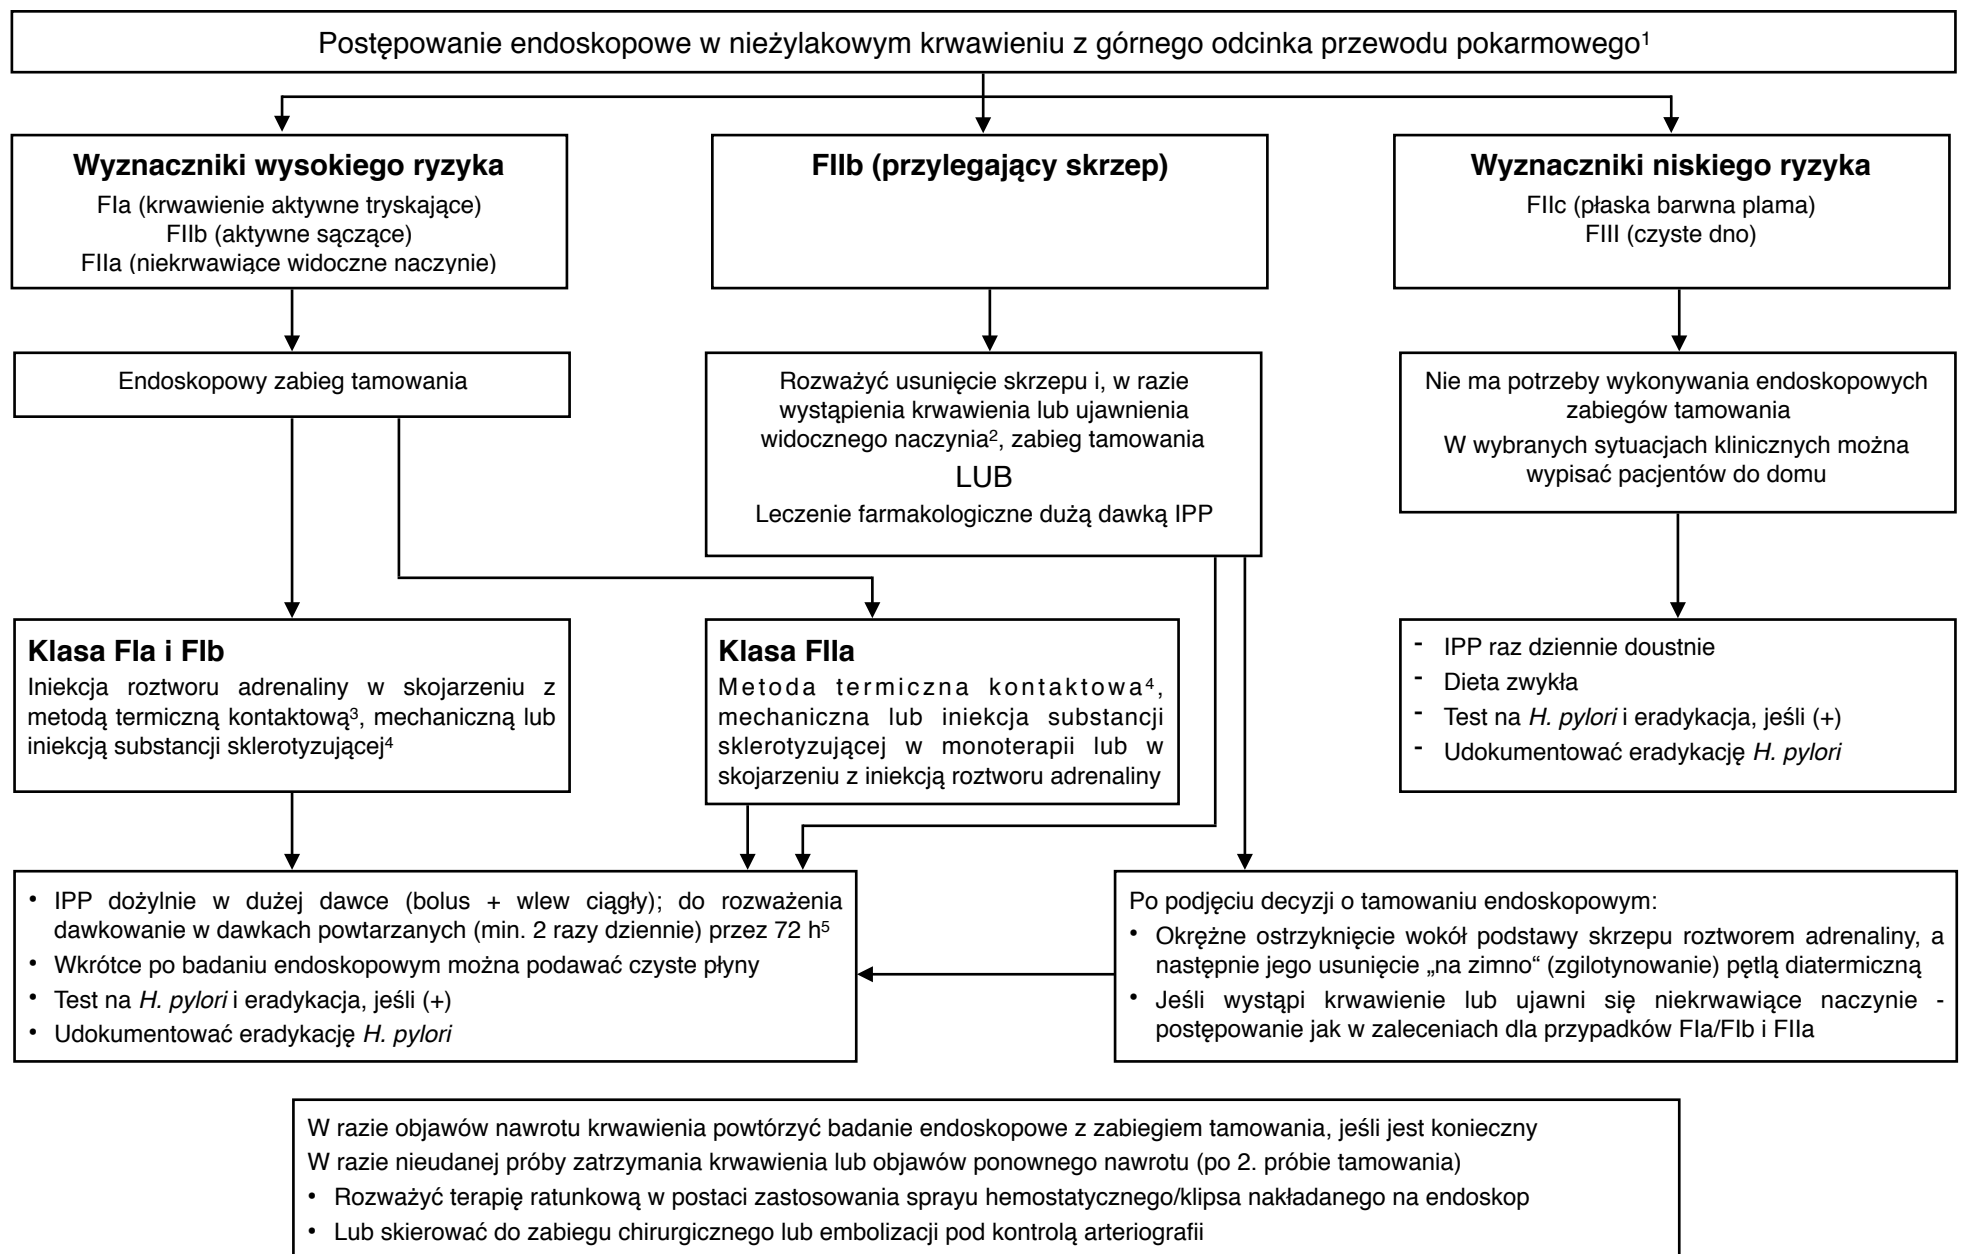 Postępowanie endoskopowe w nieżylakowym krwawieniu z górnego odcinka przewodu pokarmowego¹
Wyznaczniki wysokiego ryzyka
FIa (krwawienie aktywne tryskające)
FIIb (aktywne sączące)
FIIa (niekrwawiące widoczne naczynie)
FIIb (przylegający skrzep)
Wyznaczniki niskiego ryzyka
FIIc (płaska barwna plama)
FIII (czyste dno)
Endoskopowy zabieg tamowania
Rozważyć usunięcie skrzepu i, w razie
wystąpienia krwawienia lub ujawnienia
widocznego naczynia², zabieg tamowania
LUB
Leczenie farmakologiczne dużą dawką IPP
Nie ma potrzeby wykonywania endoskopowych
zabiegów tamowania
W wybranych sytuacjach klinicznych można
wypisać pacjentów do domu
Klasa FIa i FIb
Iniekcja roztworu adrenaliny w skojarzeniu z
metodą termiczną kontaktową³, mechaniczną lub
iniekcją substancji sklerotyzującej⁴
Klasa FIIa
Metoda termiczna kontaktowa⁴,
mechaniczna lub iniekcja substancji
sklerotyzującej w monoterapii lub w
skojarzeniu z iniekcją roztworu adrenaliny
- IPP raz dziennie doustnie
- Dieta zwykła
- Test na H. pylori i eradykacja, jeśli (+)
- Udokumentować eradykację H. pylori
• IPP dożylnie w dużej dawce (bolus + wlew ciągły); do rozważenia
dawkowanie w dawkach powtarzanych (min. 2 razy dziennie) przez 72 h⁵
• Wkrótce po badaniu endoskopowym można podawać czyste płyny
• Test na H. pylori i eradykacja, jeśli (+)
• Udokumentować eradykację H. pylori
Po podjęciu decyzji o tamowaniu endoskopowym:
• Okrężne ostrzyknięcie wokół podstawy skrzepu roztworem adrenaliny, a
następnie jego usunięcie „na zimno“ (zgilotynowanie) pętlą diatermiczną
• Jeśli wystąpi krwawienie lub ujawni się niekrwawiące naczynie -
postępowanie jak w zaleceniach dla przypadków FIa/FIb i FIIa
W razie objawów nawrotu krwawienia powtórzyć badanie endoskopowe z zabiegiem tamowania, jeśli jest konieczny
W razie nieudanej próby zatrzymania krwawienia lub objawów ponownego nawrotu (po 2. próbie tamowania)
• Rozważyć terapię ratunkową w postaci zastosowania sprayu hemostatycznego/klipsa nakładanego na endoskop
• Lub skierować do zabiegu chirurgicznego lub embolizacji pod kontrolą arteriografii